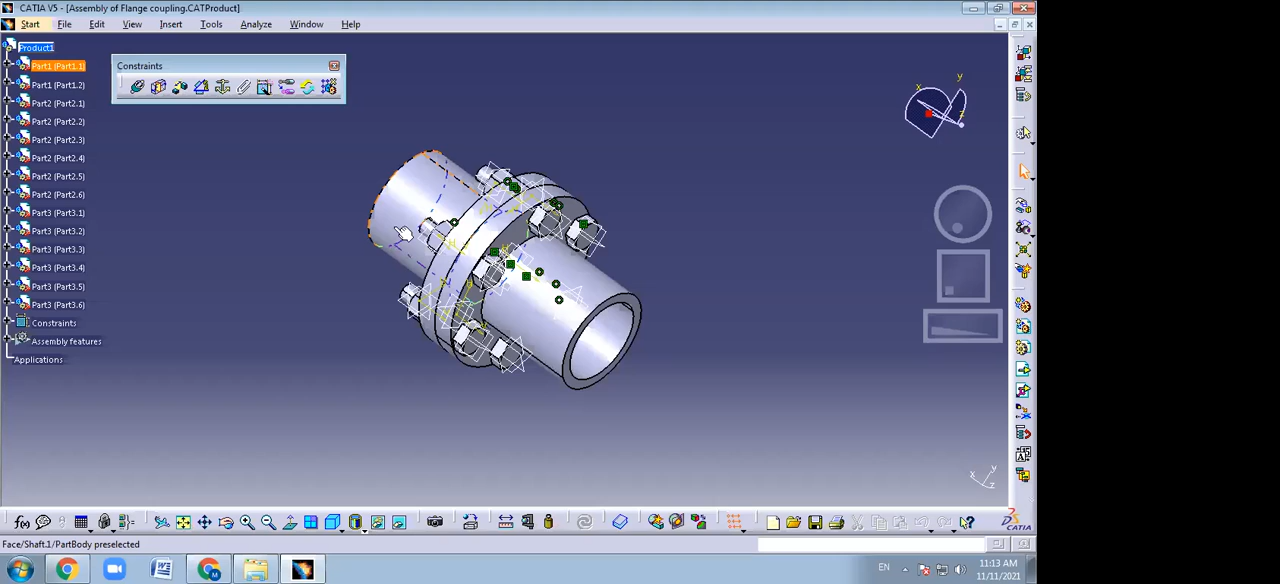 CATIA V5 - [Assembly of Flange coupling.CATProduct]
Start File Edit View Insert Tools Analyze Window Help
Product1
Constraints
Part1 (Part1.1)
Part1 (Part1.2)
Part2 (Part2.1)
Part2 (Part2.2)
Part2 (Part2.3)
Part2 (Part2.4)
Part2 (Part2.5)
Part2 (Part2.6)
Part3 (Part3.1)
Part3 (Part3.2)
Part3 (Part3.3)
Part3 (Part3.4)
Part3 (Part3.5)
Part3 (Part3.6)
Constraints
Assembly features
Applications
y
x
z
x y
z
f(x)
CATIA
Face/Shaft.1/PartBody preselected
EN
11:13 AM
11/11/2021